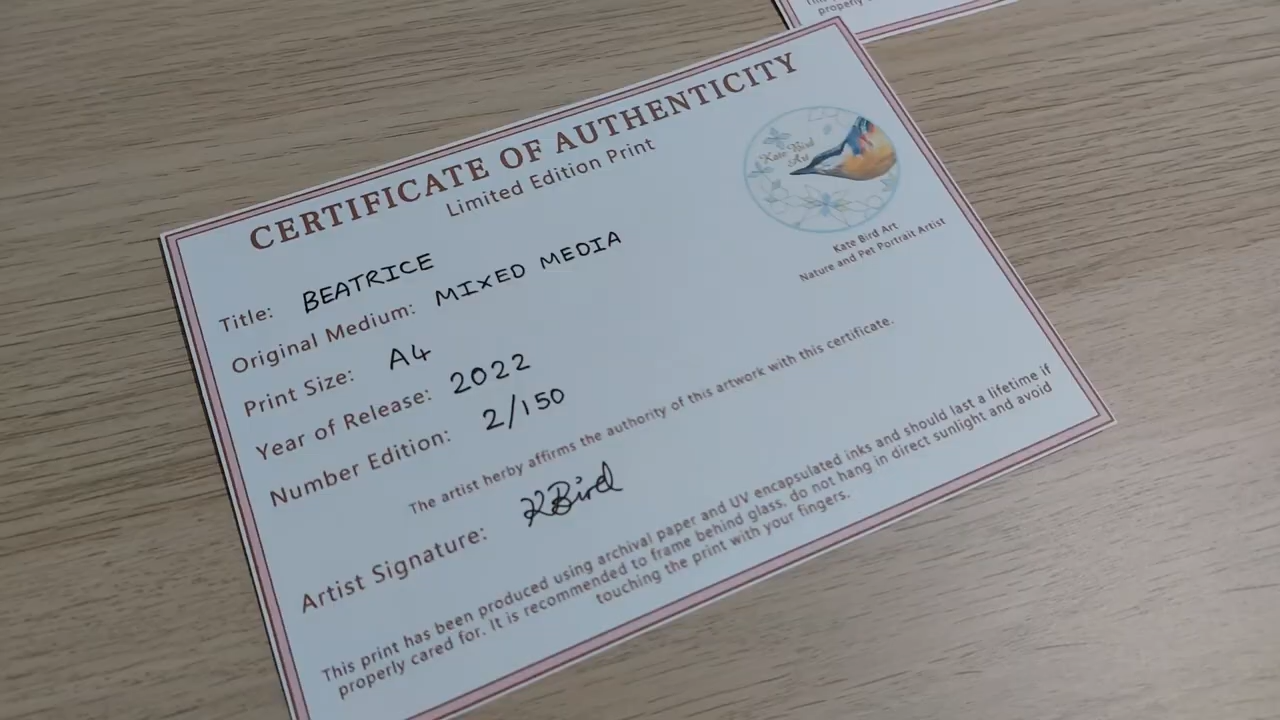 CERTIFICATE OF AUTHENTICITY
Limited Edition Print
Kate Bird
Art
Kate Bird Art
Nature and Pet Portrait Artist
Title: BEATRICE
Original Medium: MIXED MEDIA
Print Size: A4
Year of Release: 2022
Number Edition: 2/150
The artist herby affirms the authority of this artwork with this certificate.
Artist Signature: KBird
This print has been produced using archival paper and UV encapsulated inks and should last a lifetime if
properly cared for. It is recommended to frame behind glass, do not hang in direct sunlight and avoid
touching the print with your fingers.
properly